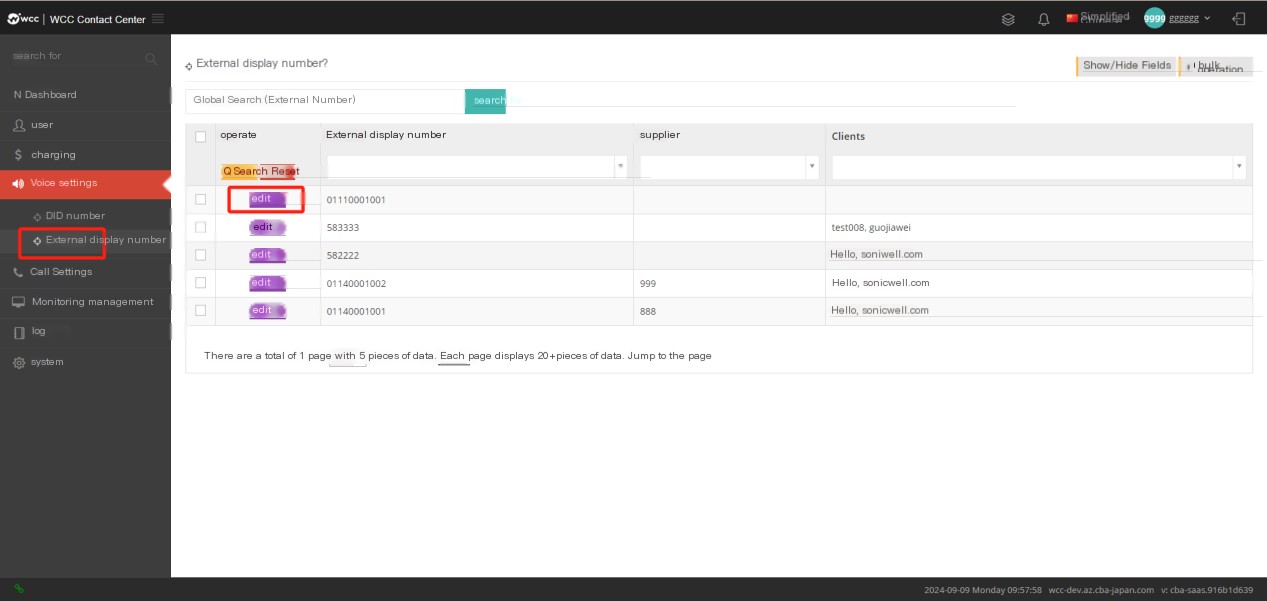 wcc | WCC Contact Center
Simplified
gggg gggggg
search for
N Dashboard
user
$ charging
Voice settings
DID number
External display number
Call Settings
Monitoring management
log
system
External display number?
Show/Hide Fields
bulk
operation
Global Search (External Number)
search
operate External display number supplier Clients
Search Reset
edit 01110001001
edit 583333 test008, guojiawei
edit 582222 Hello, soniwell.com
edit 01140001002 999 Hello, sonicwell.com
edit 01140001001 888 Hello, sonicwell.com
There are a total of 1 page with 5 pieces of data. Each page displays 20+pieces of data. Jump to the page
2024-09-09 Monday 09:57:58 wcc-dev.az.cba-japan.com v: cba-saas.916b1d639